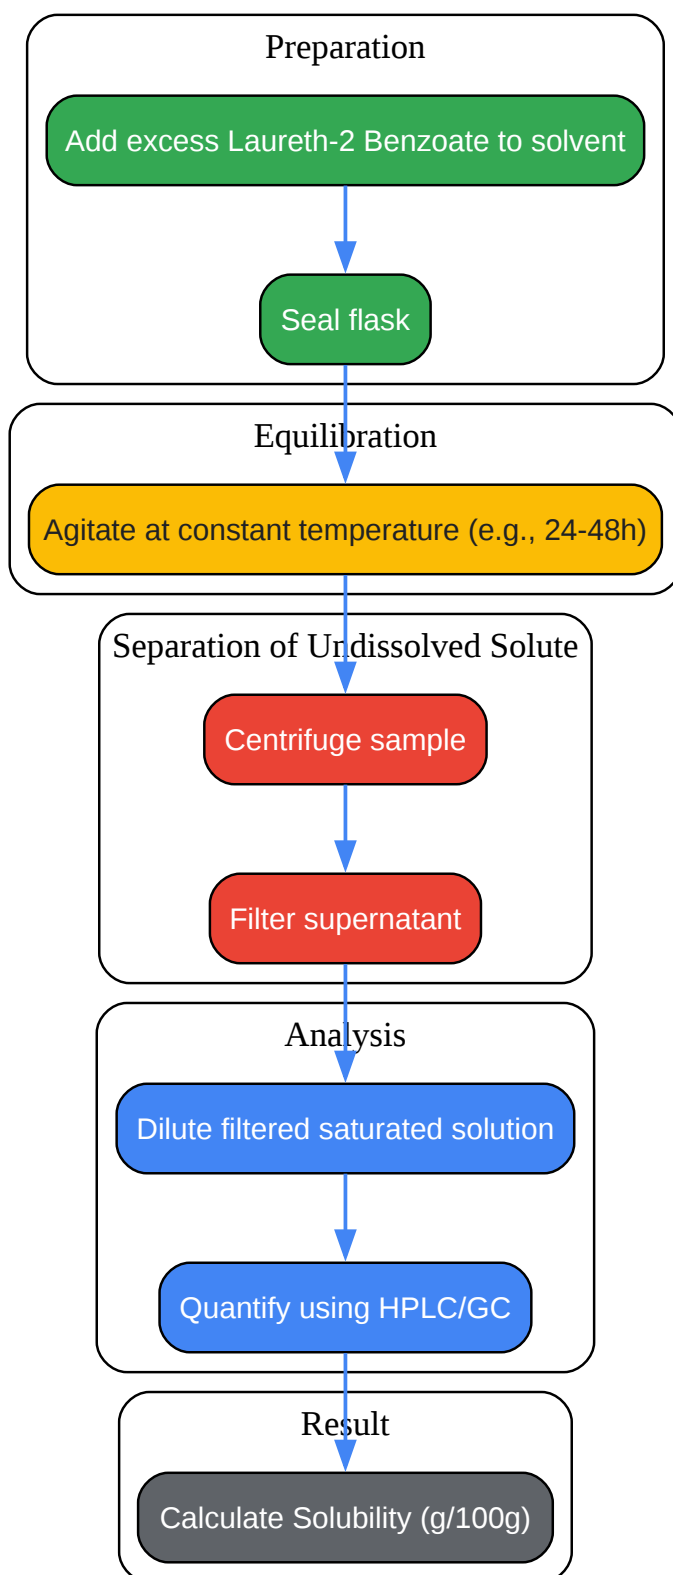 Preparation
Add excess Laureth-2 Benzoate to solvent
Seal flask
Equilibration
Agitate at constant temperature (e.g., 24-48h)
Separation of Undissolved Solute
Centrifuge sample
Filter supernatant
Analysis
Dilute filtered saturated solution
Quantify using HPLC/GC
Result
Calculate Solubility (g/100g)